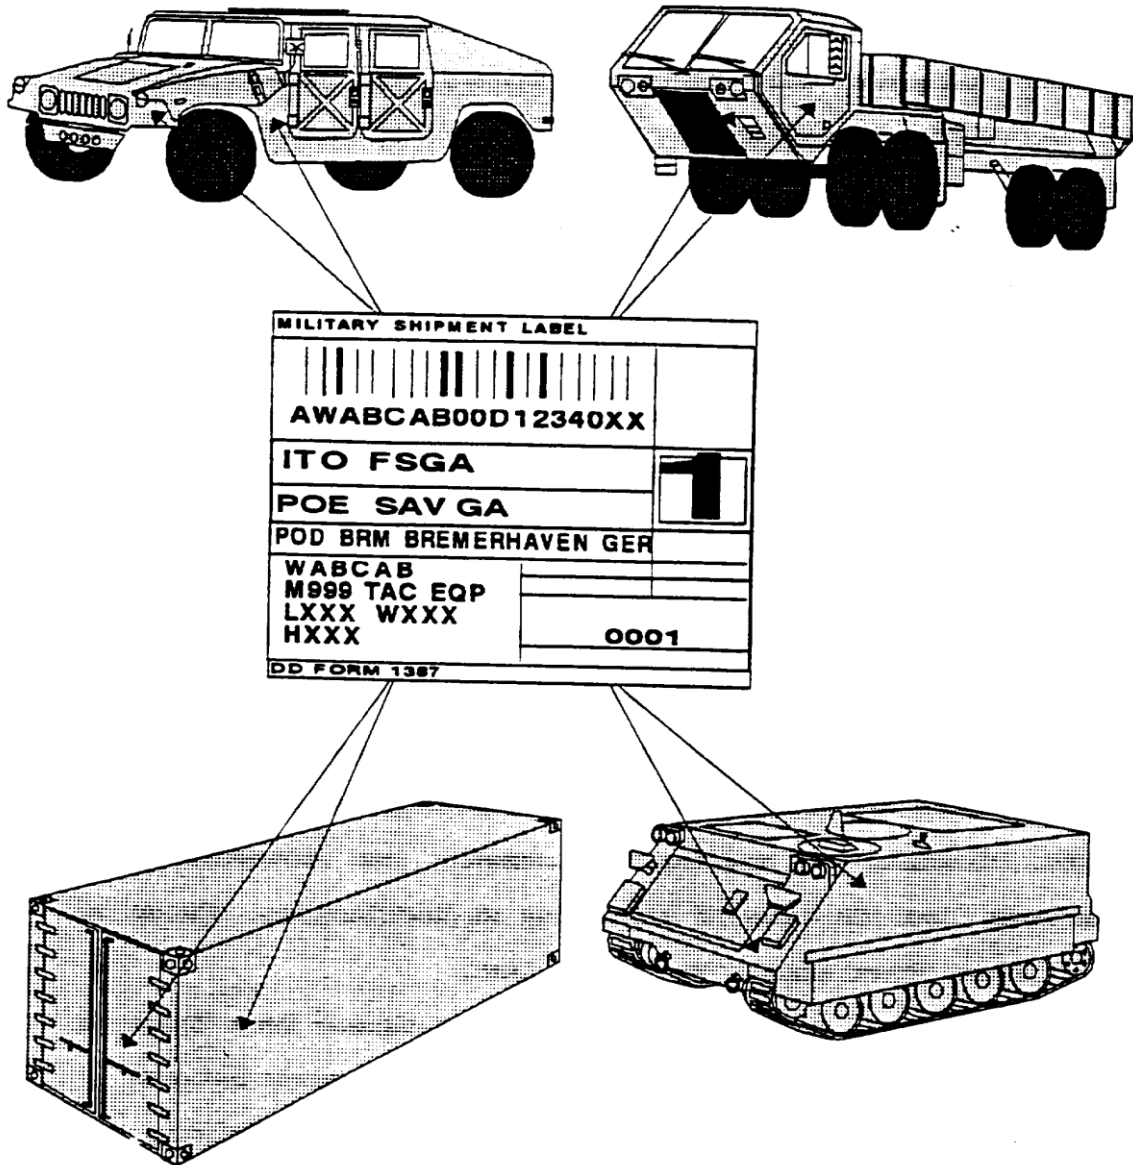 MILITARY SHIPMENT LABEL
AWABCAB00D12340XX
ITO FSGA
1
POE SAV GA
POD BRM BREMERHAVEN GER
WABCAB
M999 TAC EQP
LXXX WXXX
HXXX
0001
DD FORM 1387